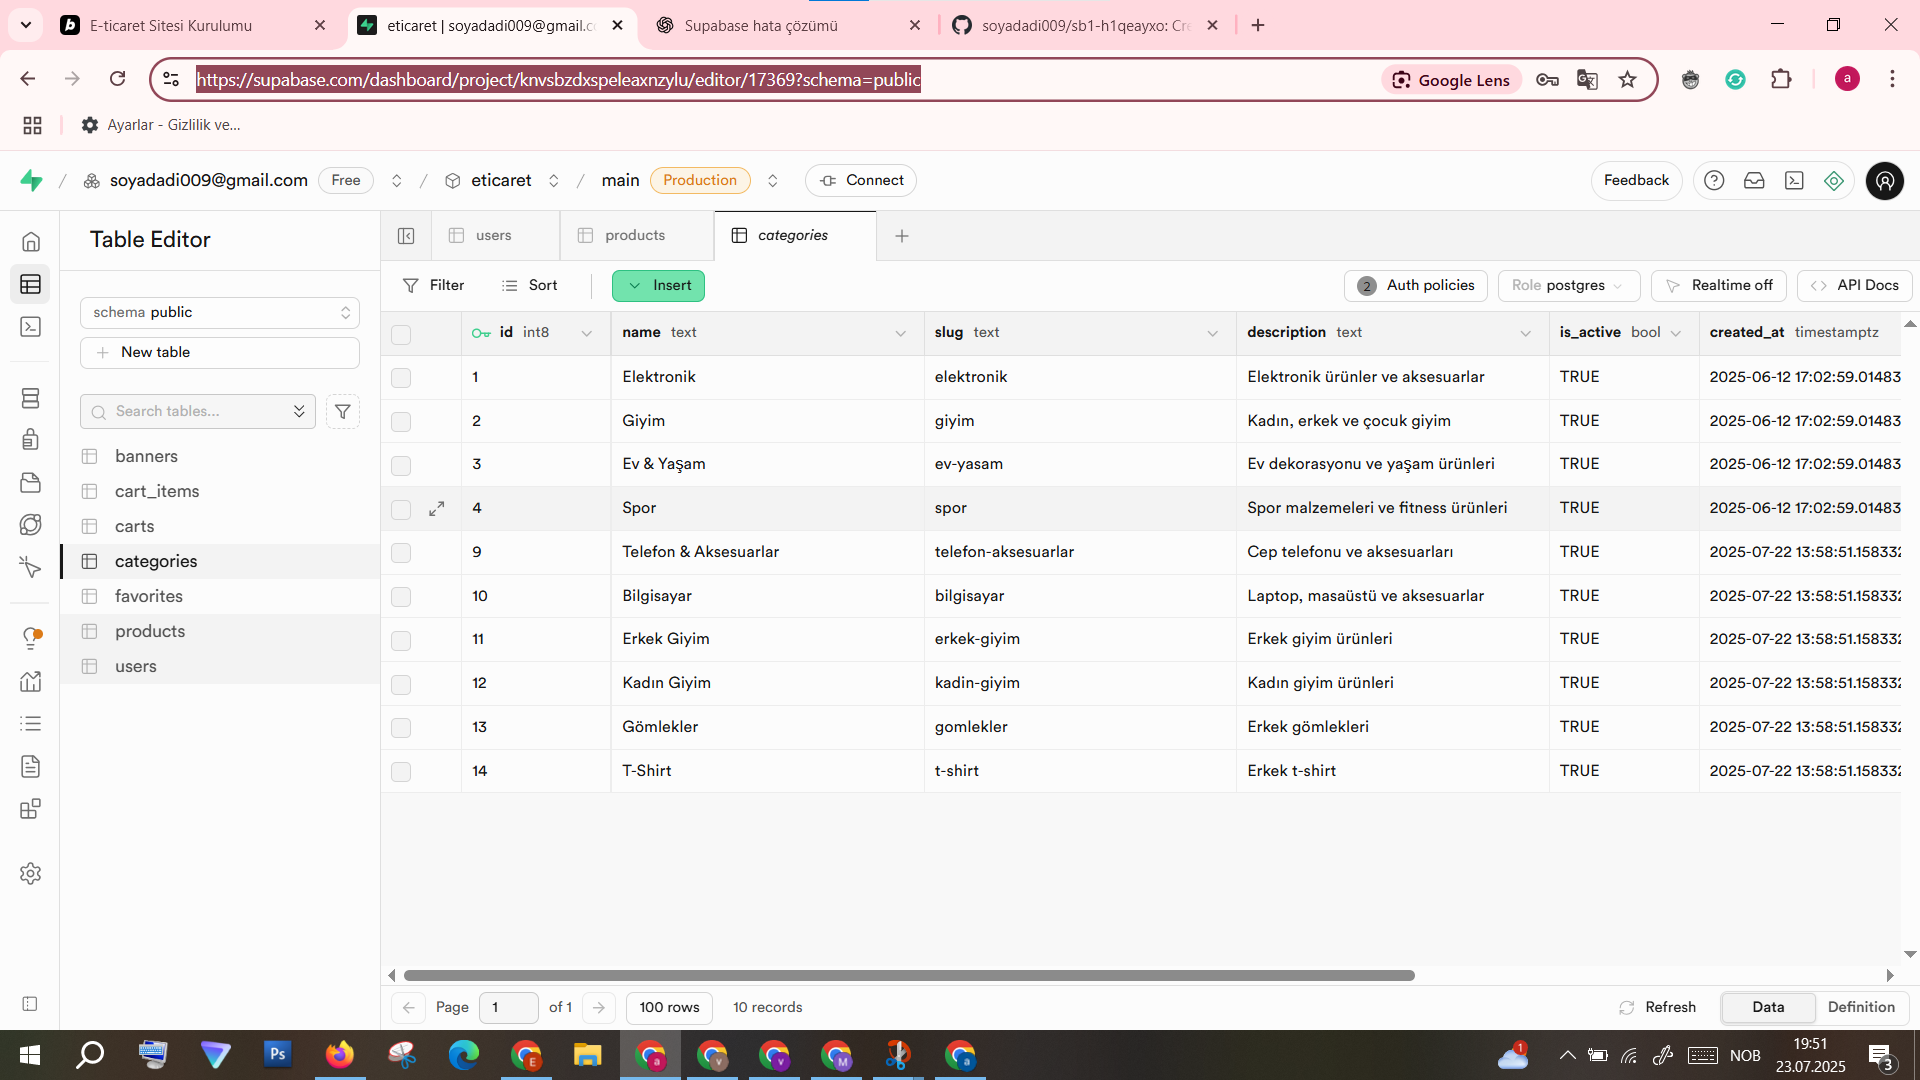 E-ticaret Sitesi Kurulumu
eticaret | soyadadi009@gmail.c
Supabase hata çözümü
soyadadi009/sb1-h1qeayxo: Cre
https://supabase.com/dashboard/project/knvsbzdxspeleaxnzylu/editor/17369?schema=public
Google Lens
a
Ayarlar - Gizlilik ve...
/ soyadadi009@gmail.com Free / eticaret / main Production Connect
Feedback
Table Editor
users
products
categories
Filter Sort Insert
2 Auth policies Role postgres Realtime off API Docs
schema public
New table
Search tables...
banners
cart_items
carts
categories
favorites
products
users
id int8 name text slug text description text is_active bool created_at timestamptz
1 Elektronik elektronik Elektronik ürünler ve aksesuarlar TRUE 2025-06-12 17:02:59.01483
2 Giyim giyim Kadın, erkek ve çocuk giyim TRUE 2025-06-12 17:02:59.01483
3 Ev & Yaşam ev-yasam Ev dekorasyonu ve yaşam ürünleri TRUE 2025-06-12 17:02:59.01483
4 Spor spor Spor malzemeleri ve fitness ürünleri TRUE 2025-06-12 17:02:59.01483
9 Telefon & Aksesuarlar telefon-aksesuarlar Cep telefonu ve aksesuarları TRUE 2025-07-22 13:58:51.158332
10 Bilgisayar bilgisayar Laptop, masaüstü ve aksesuarlar TRUE 2025-07-22 13:58:51.158332
11 Erkek Giyim erkek-giyim Erkek giyim ürünleri TRUE 2025-07-22 13:58:51.158332
12 Kadın Giyim kadin-giyim Kadın giyim ürünleri TRUE 2025-07-22 13:58:51.158332
13 Gömlekler gomlekler Erkek gömlekleri TRUE 2025-07-22 13:58:51.158332
14 T-Shirt t-shirt Erkek t-shirt TRUE 2025-07-22 13:58:51.158332
Page 1 of 1 100 rows 10 records
Refresh Data Definition
Ps
E
a
v
v
M
a
1
NOB
19:51
23.07.2025
3